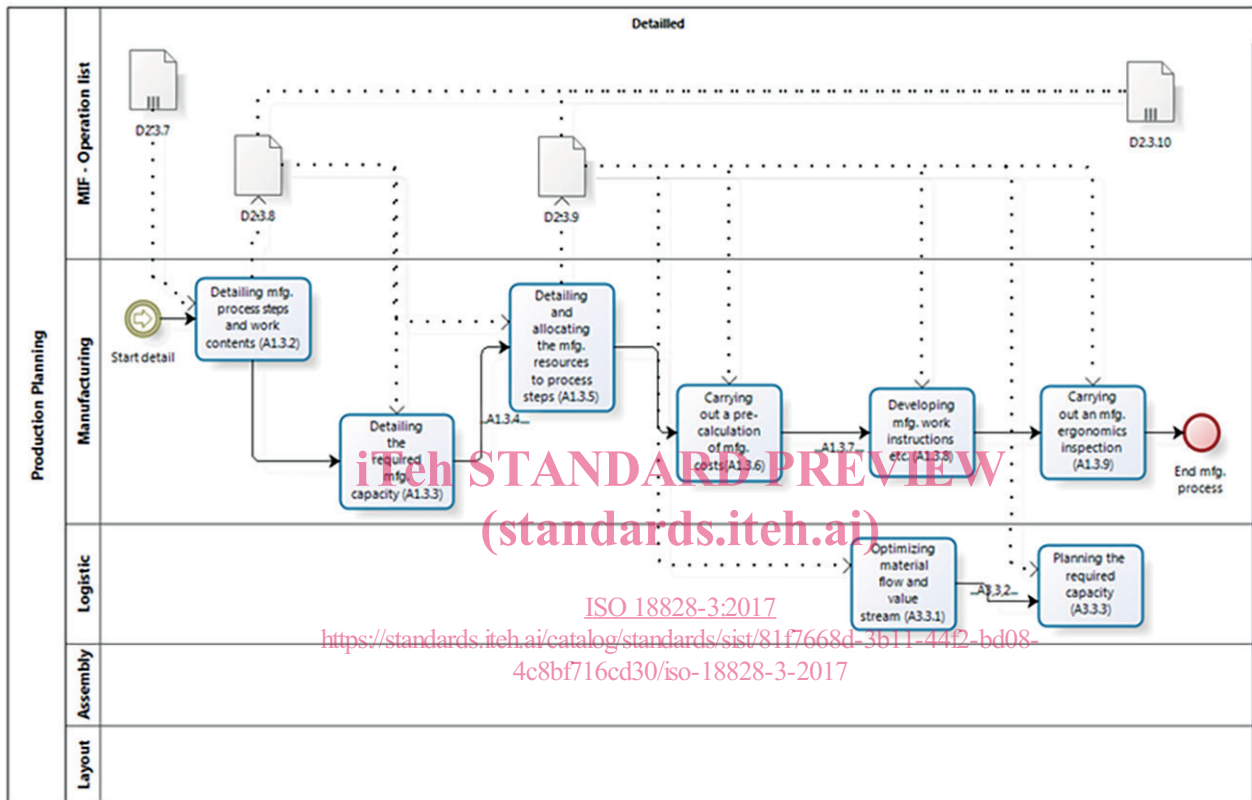 Detailled
Production Planning
MIF - Operation list
D2.3.7
D2.3.8
D2.3.9
D2.3.10
Manufacturing
Start detail
Detailing mfg.
process steps
and work
contents (A1.3.2)
Detailing
the
required
mfg.
capacity (A1.3.3)
A1.3.4
Detailing
and
allocating
the mfg.
resources
to process
steps (A1.3.5)
Carrying
out a pre-
calculation
of mfg.
costs(A1.3.6)
A1.3.7
Developing
mfg. work
instructions
etc. (A1.3.8)
Carrying
out an mfg.
ergonomics
inspection
(A1.3.9)
End mfg.
process
iTeh STANDARD PREVIEW
(standards.iteh.ai)
Logistic
Optimizing
material
flow and
value
stream (A3.3.1)
A3.3.2
Planning the
required
capacity
(A3.3.3)
ISO 18828-3:2017
https://standards.iteh.ai/catalog/standards/sist/81f7668d-3b11-44f2-bd08-
4c8bf716cd30/iso-18828-3-2017
Assembly
Layout